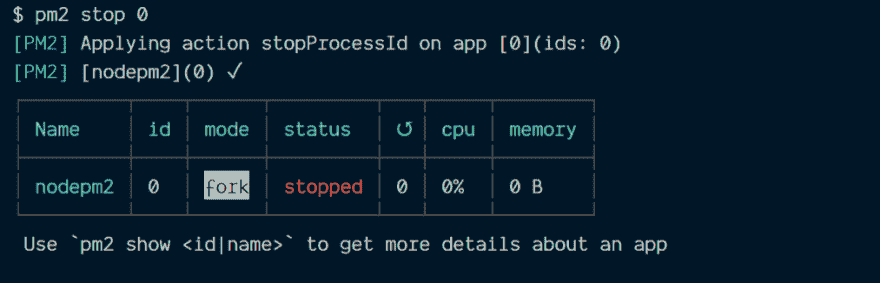 $ pm2 stop 0
[PM2] Applying action stopProcessId on app [0](ids: 0)
[PM2] [nodepm2](0) ✓
Name id mode status ↺ cpu memory
nodepm2 0 fork stopped 0 0% 0 B
Use `pm2 show <id|name>` to get more details about an app